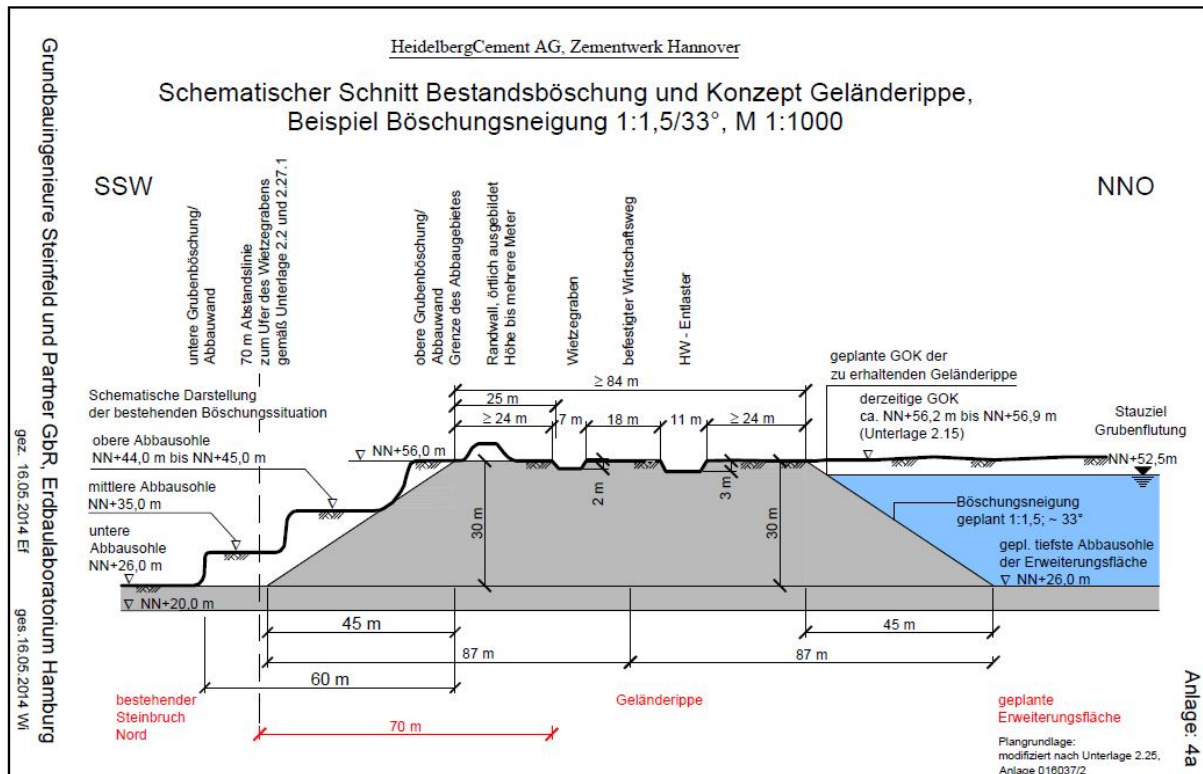 HeidelbergCement AG, Zementwerk Hannover
Schematischer Schnitt Bestandsböschung und Konzept Geländerippe,
Beispiel Böschungsneigung 1:1,5/33°, M 1:1000
Grundbauingenieure Steinfeld und Partner GbR, Erdbaulaboratorium Hamburg
gez. 16.05.2014 Ef
ges.16.05.2014 Wi
SSW
NNO
untere Grubenböschung/
Abbauwand
70 m Abstandslinie
zum Ufer des Wietzegrabens
gemäß Unterlage 2.2 und 2.27.1
obere Grubenböschung/
Abbauwand
Grenze des Abbaugebietes
Randwall, örtlich ausgebildet
Höhe bis mehrere Meter
Wietzegraben
befestigter Wirtschaftsweg
HW - Entlaster
Schematische Darstellung
der bestehenden Böschungssituation
obere Abbausohle
NN+44,0 m bis NN+45,0 m
mittlere Abbausohle
NN+35,0 m
untere
Abbausohle
NN+26,0 m
NN+20,0 m
NN+56,0 m
≥ 84 m
25 m
≥ 24 m
7 m
18 m
11 m
≥ 24 m
30 m
2 m
3 m
30 m
geplante GOK der
zu erhaltenden Geländerippe
derzeitige GOK
ca. NN+56,2 m bis NN+56,9 m
(Unterlage 2.15)
Stauziel
Grubenflutung
NN+52,5m
Böschungsneigung
geplant 1:1,5; ~ 33°
gepl. tiefste Abbausohle
der Erweiterungsfläche
NN+26,0 m
45 m
45 m
87 m
87 m
60 m
70 m
bestehender
Steinbruch
Nord
Geländerippe
geplante
Erweiterungsfläche
Plangrundlage:
modifiziert nach Unterlage 2.25,
Anlage 016037/2
Anlage: 4a